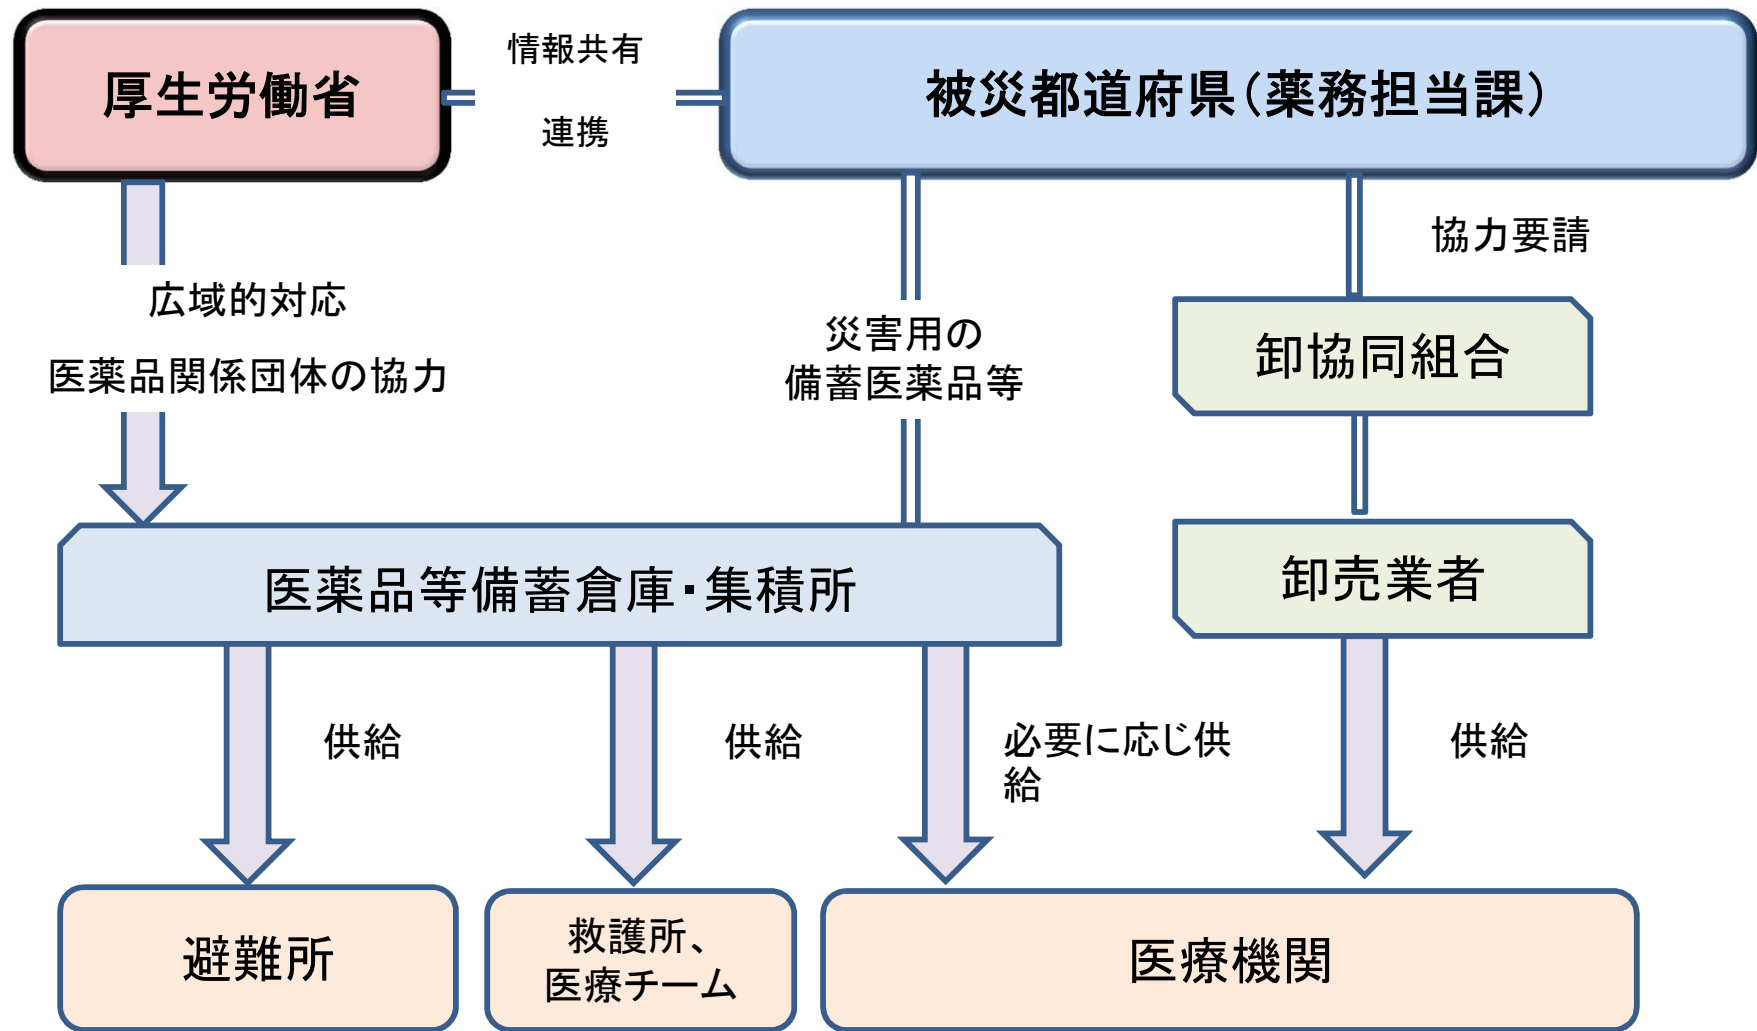 厚生労働省
情報共有
連携
被災都道府県（薬務担当課）
協力要請
広域的対応
医薬品関係団体の協力
災害用の
備蓄医薬品等
卸協同組合
医薬品等備蓄倉庫・集積所
卸売業者
供給
供給
必要に応じ供
給
供給
避難所
救護所、
医療チーム
医療機関